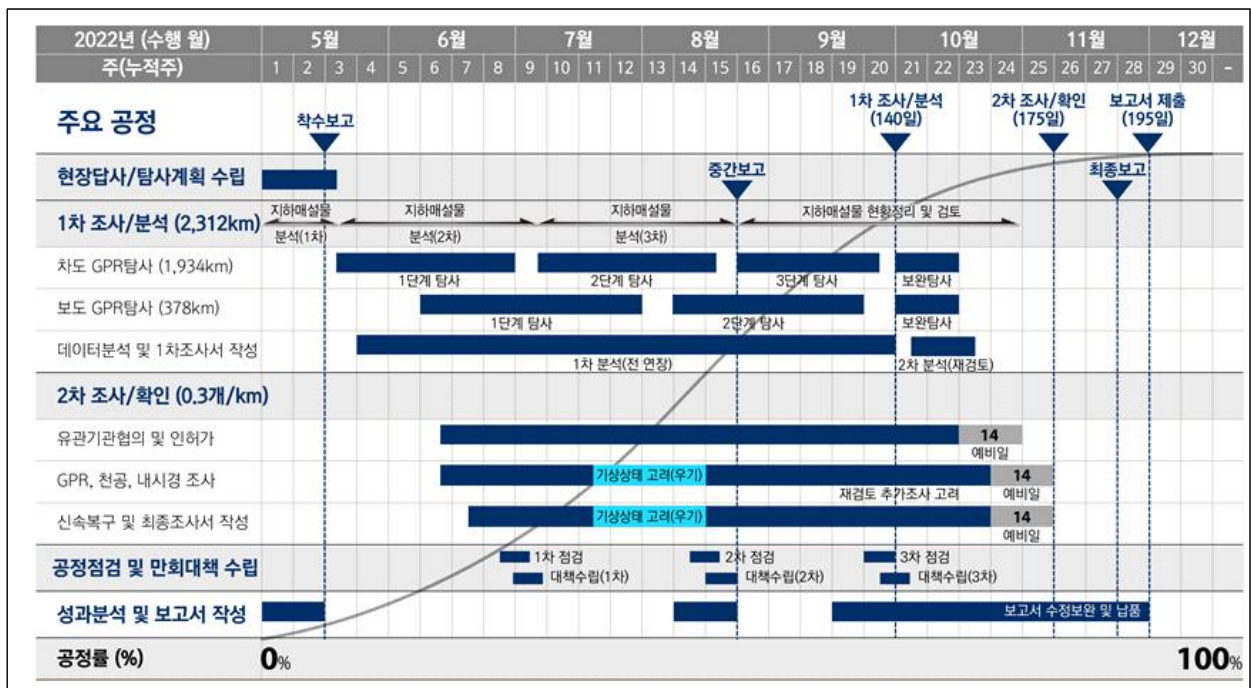 2022년 (수행 월) 5월 6월 7월 8월 9월 10월 11월 12월
주(누적주) 1 2 3 4 5 6 7 8 9 10 11 12 13 14 15 16 17 18 19 20 21 22 23 24 25 26 27 28 29 30 -
주요 공정
착수보고
1차 조사/분석
(140일)
2차 조사/확인
(175일)
보고서 제출
(195일)
현장답사/탐사계획 수립
중간보고
최종보고
1차 조사/분석 (2,312km)
지하매설물
분석(1차)
지하매설물
분석(2차)
지하매설물
분석(3차)
지하매설물 현황정리 및 검토
차도 GPR탐사 (1,934km)
1단계 탐사
2단계 탐사
3단계 탐사
보완탐사
보도 GPR탐사 (378km)
1단계 탐사
2단계 탐사
보완탐사
데이터분석 및 1차조사서 작성
1차 분석(전 연장)
2차 분석(재검토)
2차 조사/확인 (0.3개/km)
유관기관협의 및 인허가
14
예비일
GPR, 천공, 내시경 조사
기상상태 고려(우기)
14
재검토 추가조사 고려
예비일
신속복구 및 최종조사서 작성
기상상태 고려(우기)
14
예비일
공정점검 및 만회대책 수립
1차 점검
2차 점검
3차 점검
대책수립(1차)
대책수립(2차)
대책수립(3차)
성과분석 및 보고서 작성
보고서 수정보완 및 납품
공정률 (%) 0% 100%